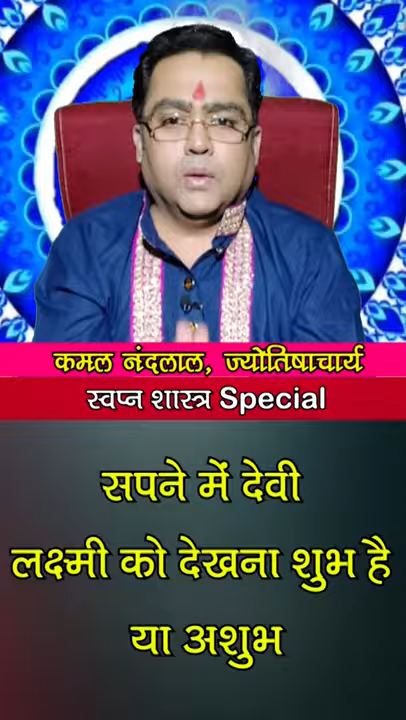 कमल नंदलाल, ज्योतिषाचार्य
स्वप्न शास्त्र Special
सपने में देवी
लक्ष्मी को देखना शुभ है
या अशुभ